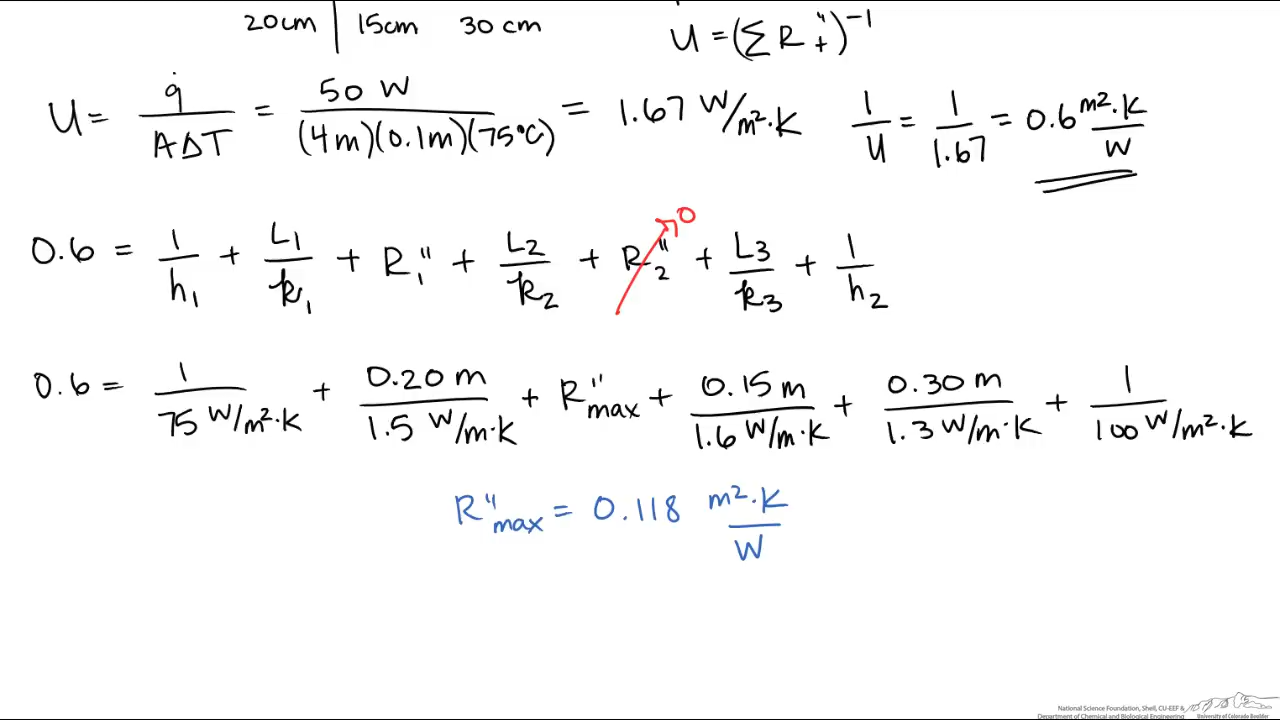 20cm | 15cm 30 cm U = (∑ R''ₜ)⁻¹
U = q̇ / (A ΔT) = 50 W / ((4m)(0.1m)(75°C)) = 1.67 W/m²·K 1/U = 1/1.67 = 0.6 m²·K/W
0.6 = 1/h₁ + L₁/k₁ + R₁'' + L₂/k₂ + R₂'' → 0 + L₃/k₃ + 1/h₂
0.6 = 1/(75 W/m²·K) + 0.20 m/(1.5 W/m·K) + R''max + 0.15 m/(1.6 W/m·K) + 0.30 m/(1.3 W/m·K) + 1/(100 W/m²·K)
R''max = 0.118 m²·K/W
National Science Foundation, Shell, CU-EEF &
Department of Chemical and Biological Engineering
University of Colorado Boulder